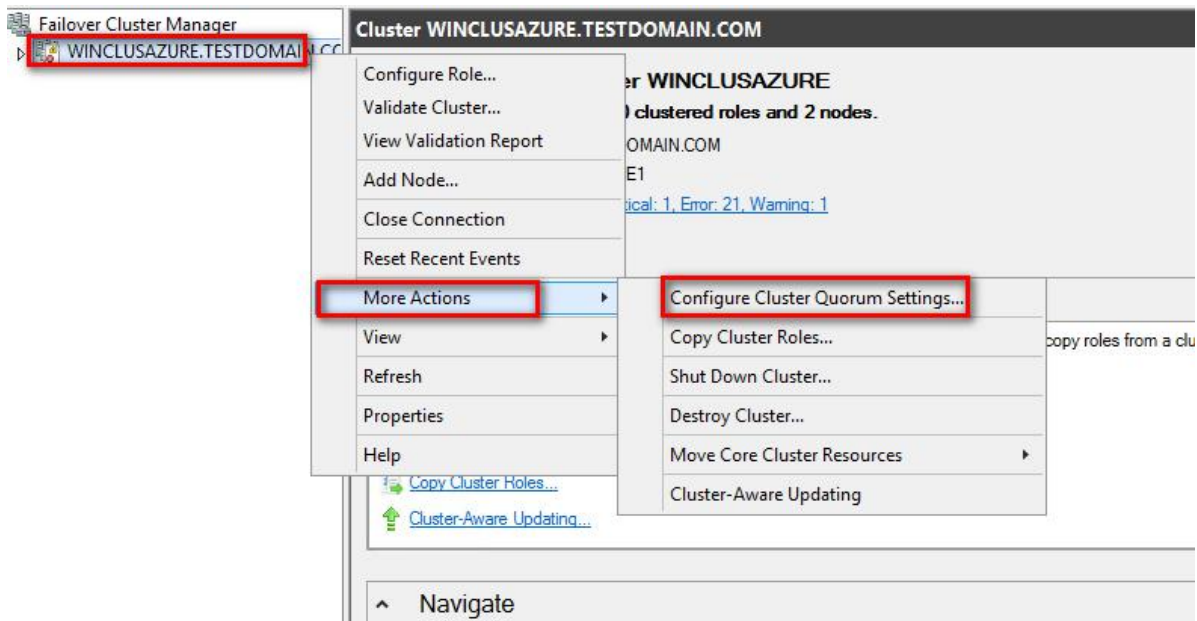 Failover Cluster Manager
WINCLUSAZURE.TESTDOMAIN.CC
Cluster WINCLUSAZURE.TESTDOMAIN.COM
er WINCLUSAZURE
clustered roles and 2 nodes.
OMAIN.COM
E1
ical: 1, Error: 21, Warning: 1
Configure Role...
Validate Cluster...
View Validation Report
Add Node...
Close Connection
Reset Recent Events
More Actions
View
Refresh
Properties
Help
Configure Cluster Quorum Settings...
Copy Cluster Roles...
Shut Down Cluster...
Destroy Cluster...
Move Core Cluster Resources
Cluster-Aware Updating
copy roles from a clu
Copy Cluster Roles...
Cluster-Aware Updating...
Navigate